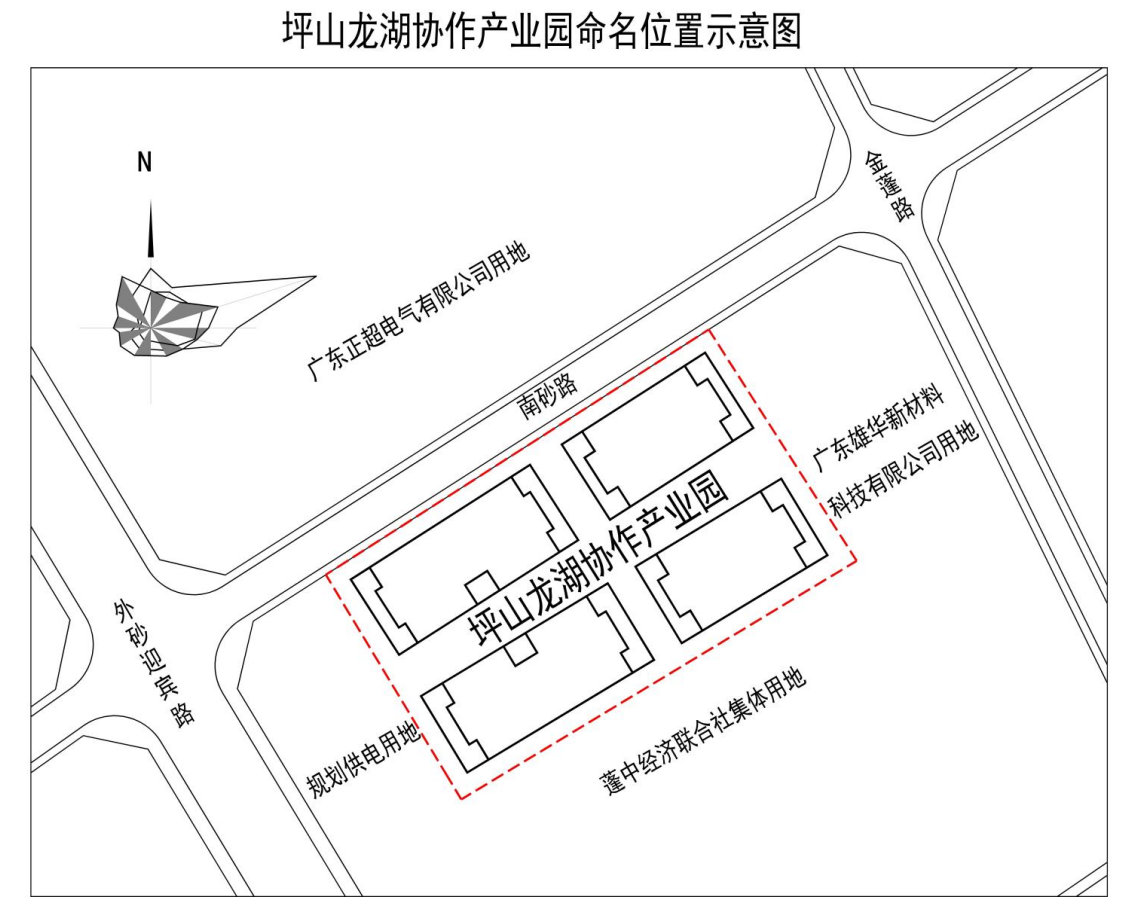 坪山龙湖协作产业园命名位置示意图
N
金蓬路
广东正超电气有限公司用地
南砂路
广东雄华新材料
科技有限公司用地
坪山龙湖协作产业园
外砂迎宾路
规划供电用地
蓬中经济联合社集体用地